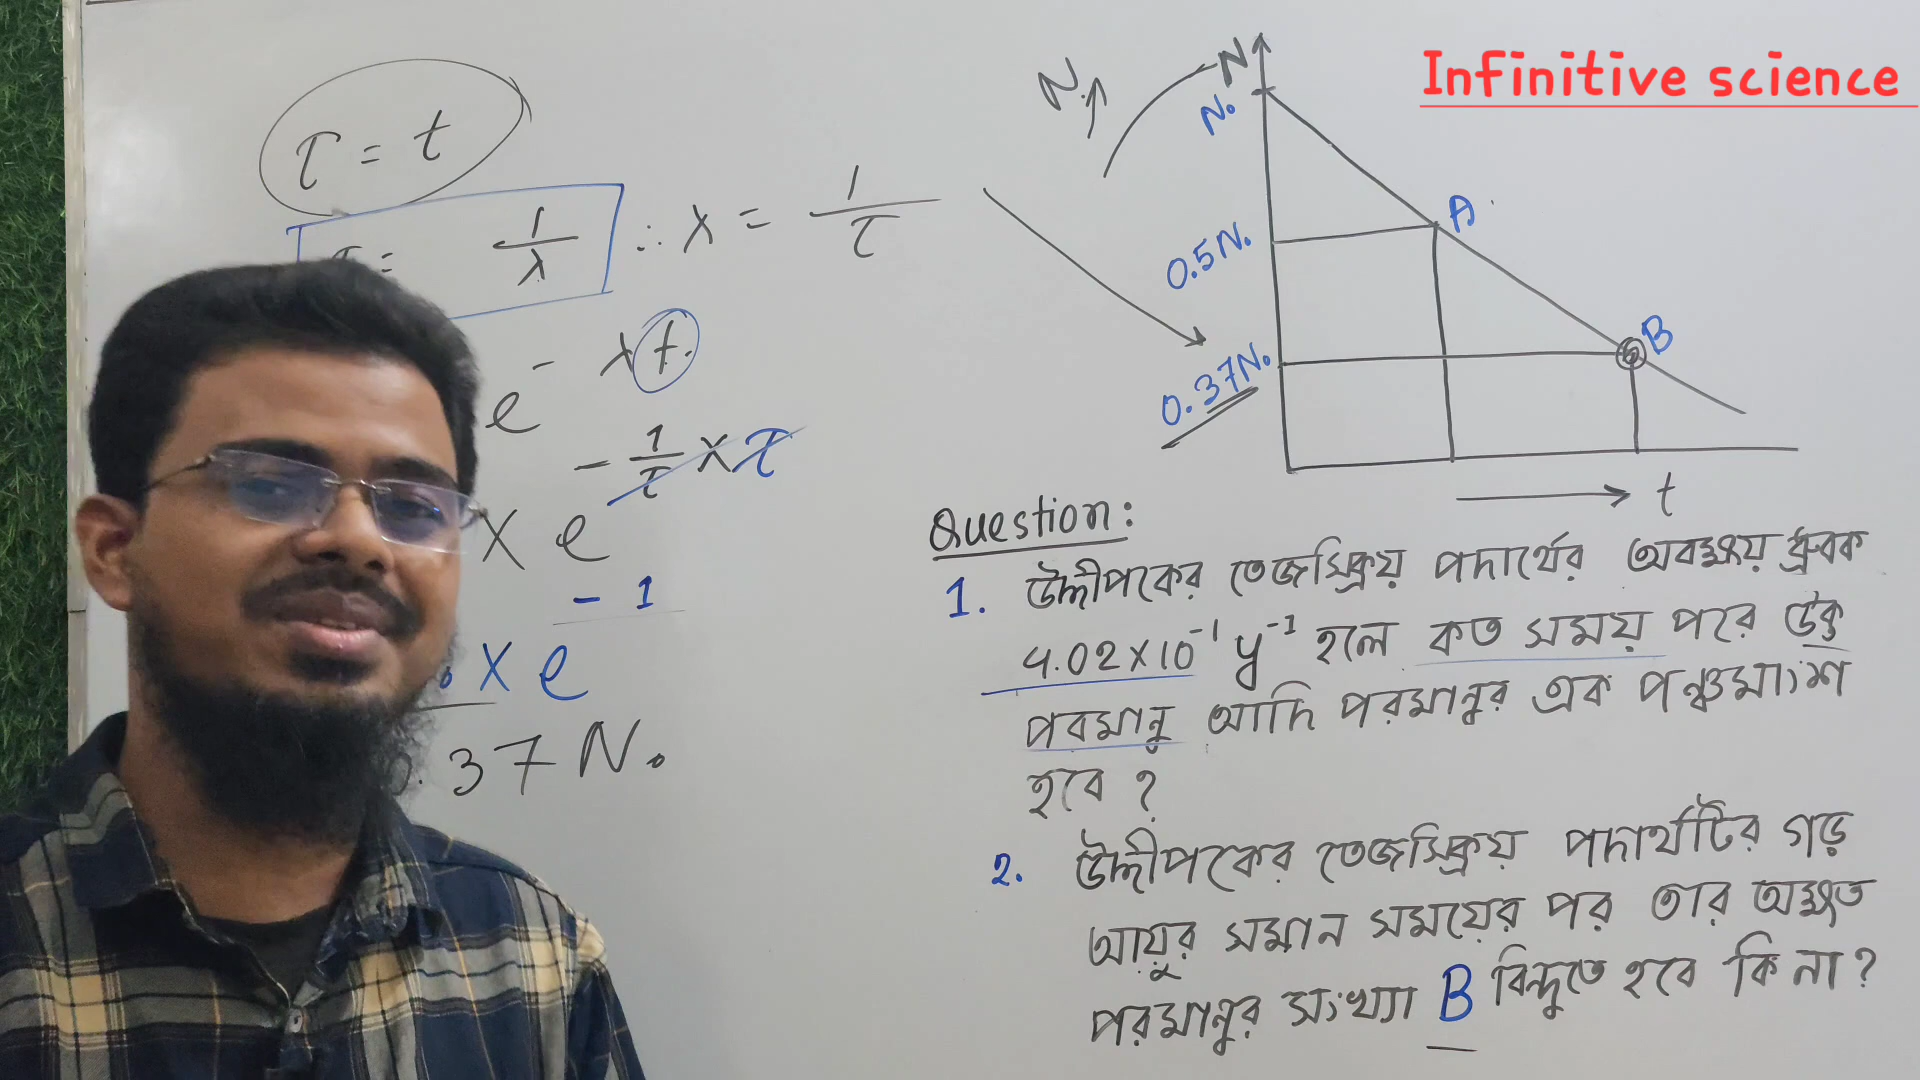 Infinitive science
τ = t
τ = 1/λ ∴ λ = 1/τ
e^-λt
- 1/τ × τ
× e
- 1
× e
.37 N₀
N↑
N
N₀
0.5N₀
A
0.37N₀
B
t
Question:
1. উদ্দীপকের তেজস্ক্রিয় পদার্থের অবক্ষয় ধ্রুবক
4.02×10⁻¹ y⁻¹ হলে কত সময় পরে উক্ত
পরমানু আদি পরমানুর এক পঞ্চমাংশ
হবে ?
2. উদ্দীপকের তেজস্ক্রিয় পদার্থটির গড়
আয়ুর সমান সময়ের পর তার অক্ষত
পরমানুর সংখ্যা B বিন্দুতে হবে কি না ?